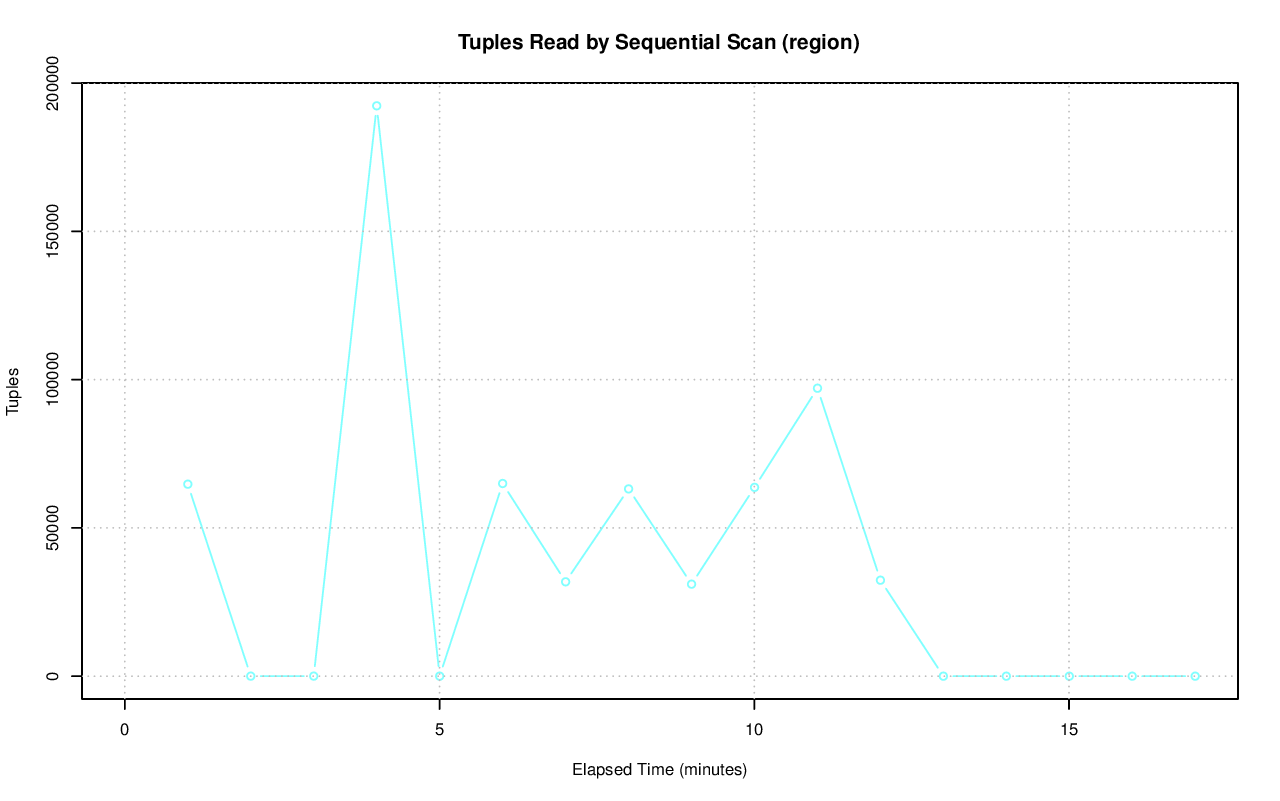 Tuples Read by Sequential Scan (region)
200000
150000
100000
50000
0
Tuples
0 5 10 15
Elapsed Time (minutes)